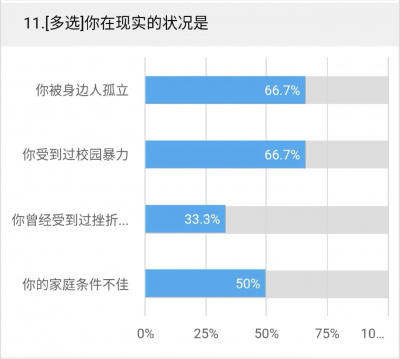 11.[多选]你在现实的状况是
你被身边人孤立
66.7%
你受到过校园暴力
66.7%
你曾经受到过挫折...
33.3%
你的家庭条件不佳
50%
0% 25% 50% 75% 10...